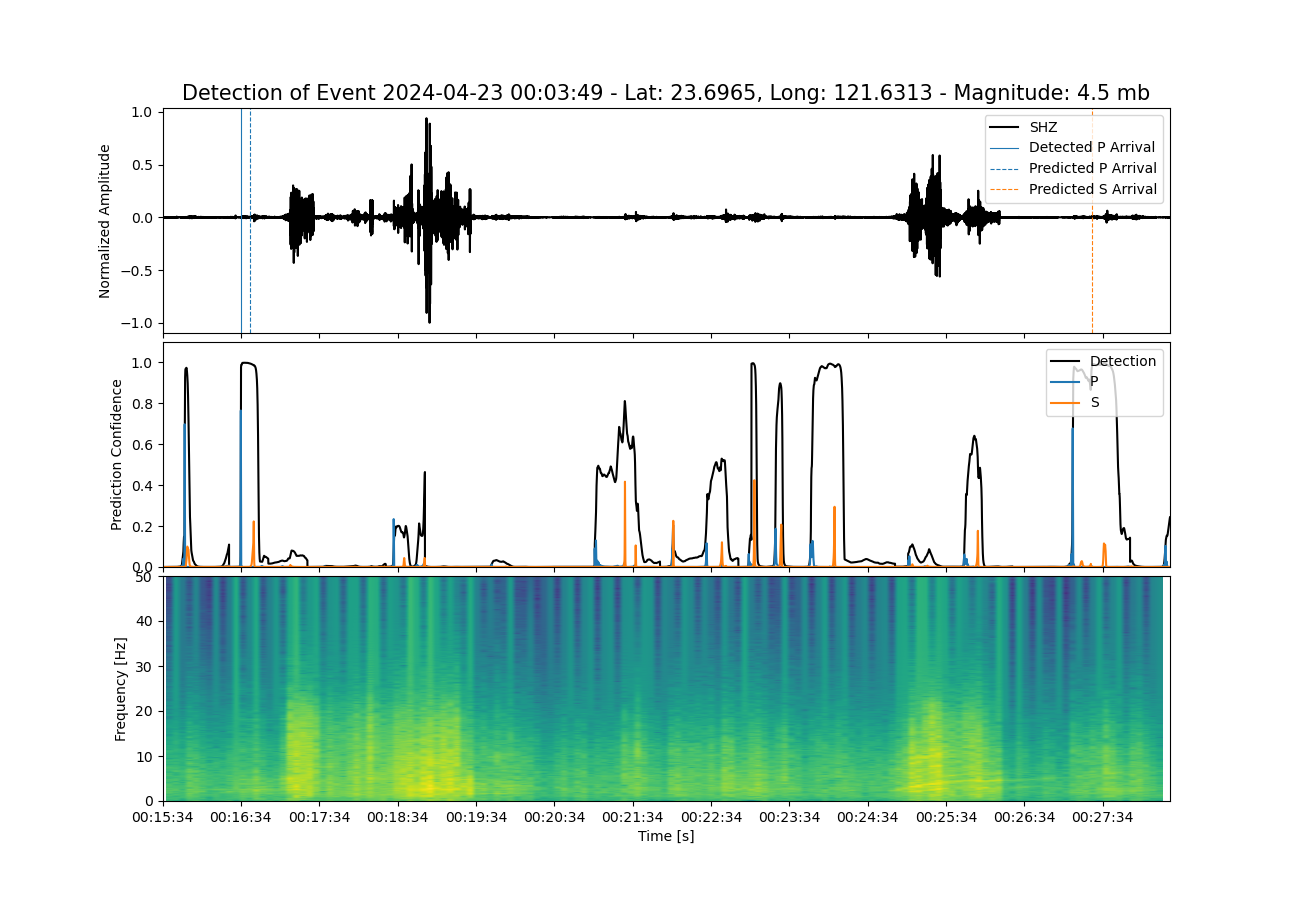 Detection of Event 2024-04-23 00:03:49 - Lat: 23.6965, Long: 121.6313 - Magnitude: 4.5 mb
Normalized Amplitude
1.0
0.5
0.0
−0.5
−1.0
SHZ
Detected P Arrival
Predicted P Arrival
Predicted S Arrival
Prediction Confidence
1.0
0.8
0.6
0.4
0.2
0.0
Detection
P
S
Frequency [Hz]
50
40
30
20
10
0
00:15:34 00:16:34 00:17:34 00:18:34 00:19:34 00:20:34 00:21:34 00:22:34 00:23:34 00:24:34 00:25:34 00:26:34 00:27:34
Time [s]